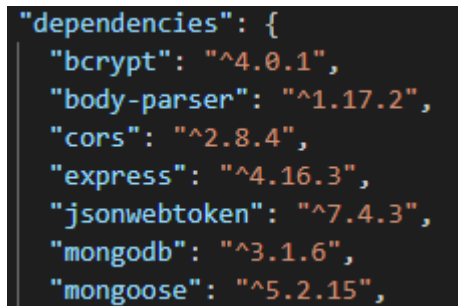 "dependencies": {
"bcrypt": "^4.0.1",
"body-parser": "^1.17.2",
"cors": "^2.8.4",
"express": "^4.16.3",
"jsonwebtoken": "^7.4.3",
"mongodb": "^3.1.6",
"mongoose": "^5.2.15",